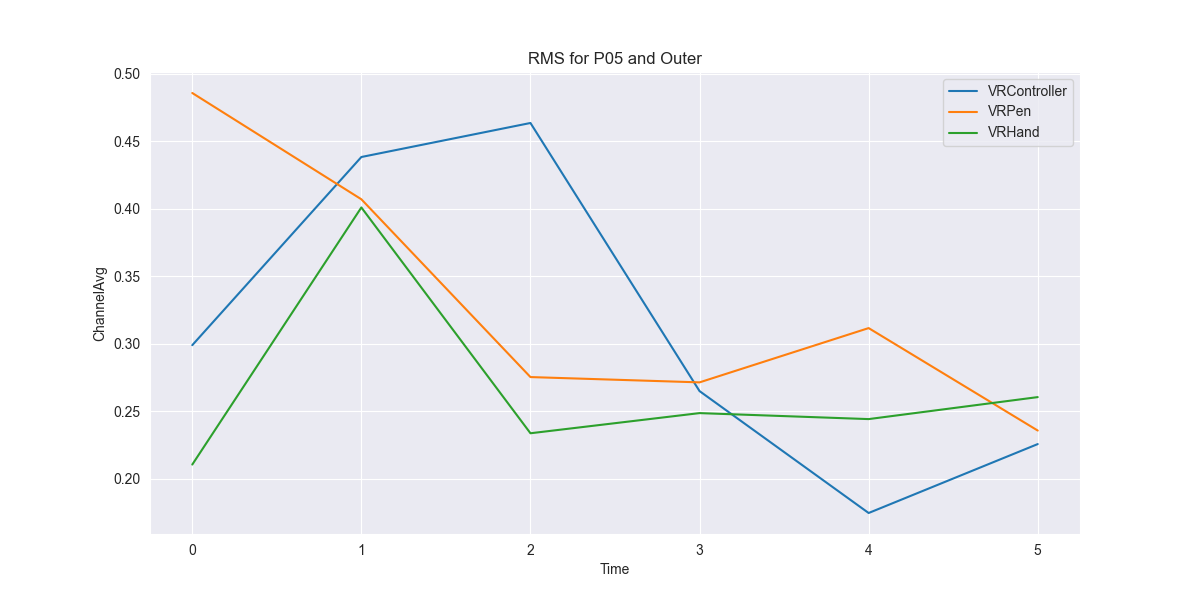 RMS for P05 and Outer
VRController
VRPen
VRHand
0.50
0.45
0.40
0.35
0.30
0.25
0.20
ChannelAvg
0 1 2 3 4 5
Time